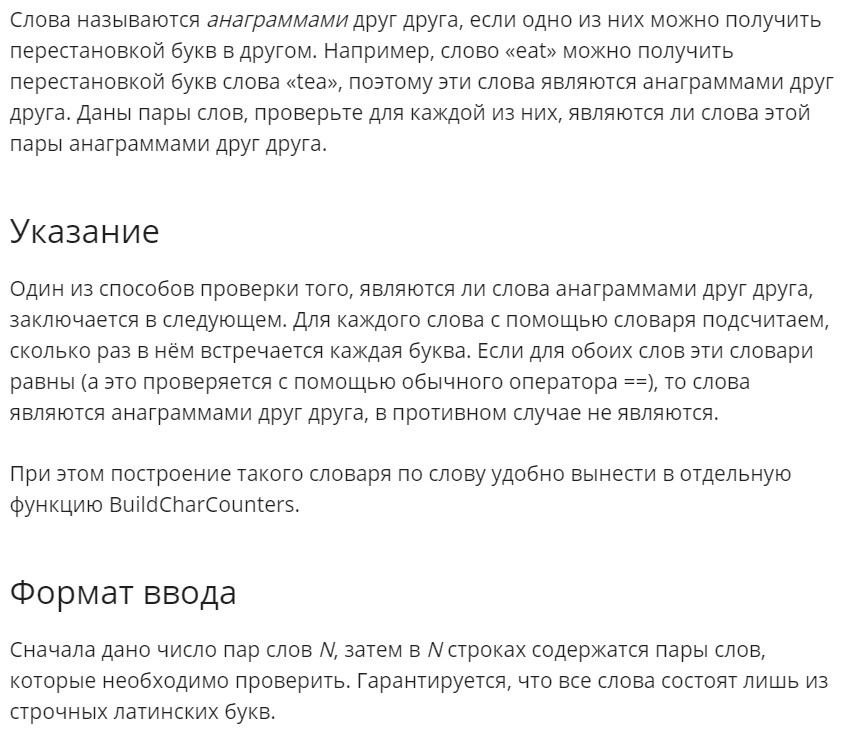 Слова называются анаграммами друг друга, если одно из них можно получить
перестановкой букв в другом. Например, слово «eat» можно получить
перестановкой букв слова «tea», поэтому эти слова являются анаграммами друг
друга. Даны пары слов, проверьте для каждой из них, являются ли слова этой
пары анаграммами друг друга.
Указание
Один из способов проверки того, являются ли слова анаграммами друг друга,
заключается в следующем. Для каждого слова с помощью словаря подсчитаем,
сколько раз в нём встречается каждая буква. Если для обоих слов эти словари
равны (а это проверяется с помощью обычного оператора ==), то слова
являются анаграммами друг друга, в противном случае не являются.
При этом построение такого словаря по слову удобно вынести в отдельную
функцию BuildCharCounters.
Формат ввода
Сначала дано число пар слов N, затем в N строках содержатся пары слов,
которые необходимо проверить. Гарантируется, что все слова состоят лишь из
строчных латинских букв.